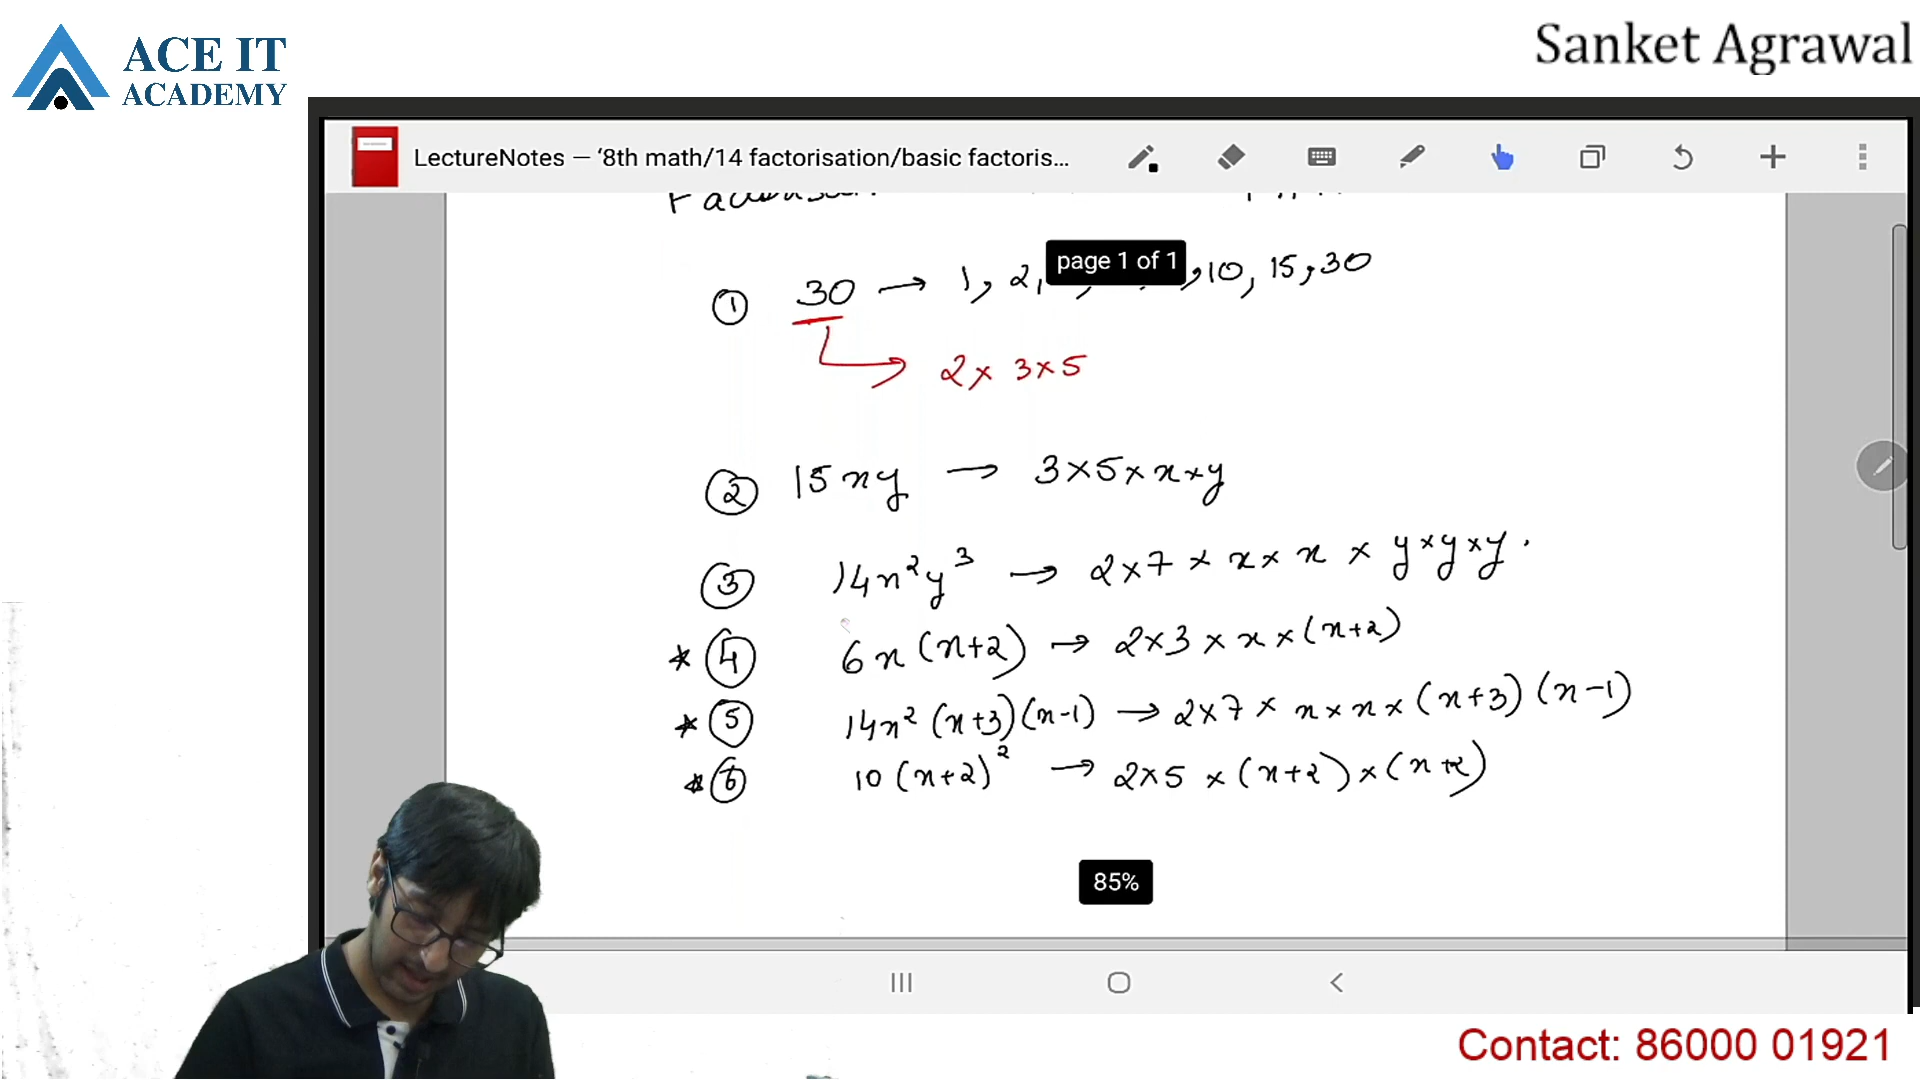 ACE IT
ACADEMY
Sanket Agrawal
LectureNotes — ‘8th math/14 factorisation/basic factoris...
① 30 → 1, 2, , 10, 15, 30
page 1 of 1
2 × 3 × 5
② 15xy → 3×5×x×y
③ 14x²y³ → 2×7 × x× x × y×y×y.
* ④ 6x (x+2) → 2×3 × x × (x+2)
* ⑤ 14x² (x+3)(x-1) → 2×7 × x × x × (x+3) (x-1)
* ⑥ 10 (x+2)² → 2×5 × (x+2) × (x+2)
85%
Contact: 86000 01921